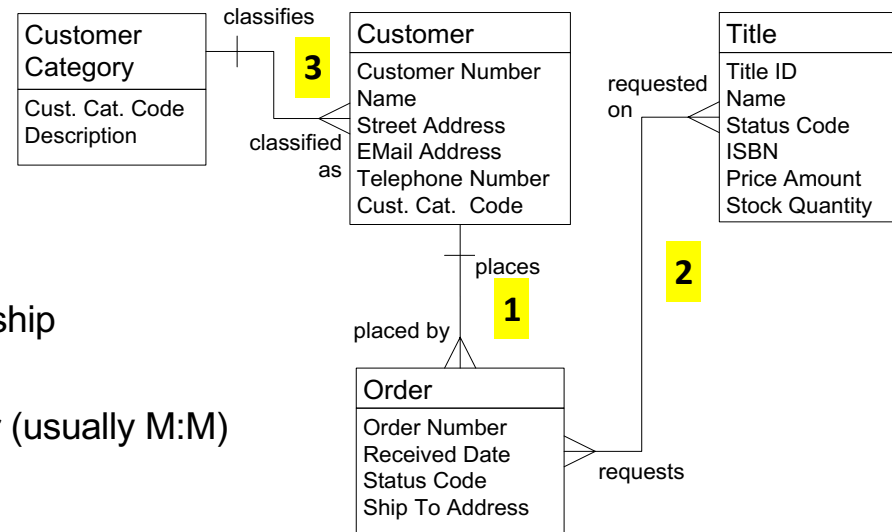 classifies
Customer
Category
Cust. Cat. Code
Description
3
classified
as
Customer
Customer Number
Name
Street Address
EMail Address
Telephone Number
Cust. Cat.  Code
requested
on
Title
Title ID
Name
Status Code
ISBN
Price Amount
Stock Quantity
places
1
2
placed by
ship
(usually M:M)
Order
Order Number
Received Date
Status Code
Ship To Address
requests